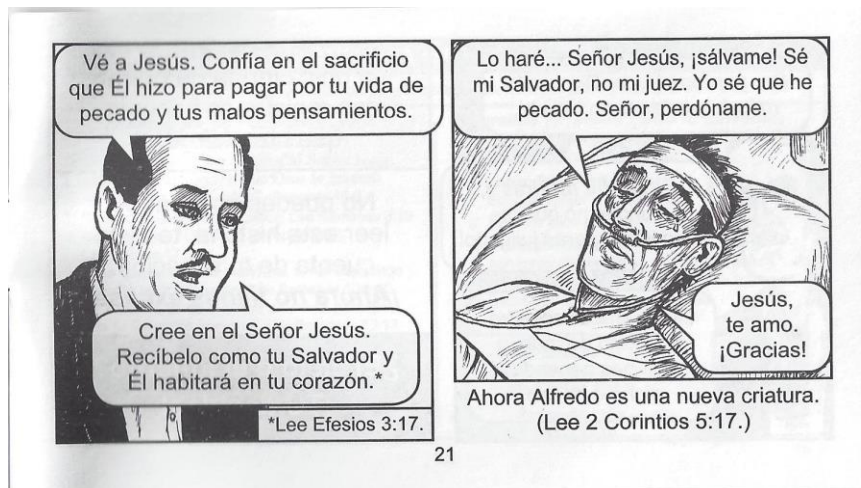 Vé a Jesús. Confía en el sacrificio
que Él hizo para pagar por tu vida de
pecado y tus malos pensamientos.
Cree en el Señor Jesús.
Recíbelo como tu Salvador y
Él habitará en tu corazón.*
*Lee Efesios 3:17.
Lo haré... Señor Jesús, ¡sálvame! Sé
mi Salvador, no mi juez. Yo sé que he
pecado. Señor, perdóname.
Jesús,
te amo.
¡Gracias!
Ahora Alfredo es una nueva criatura.
(Lee 2 Corintios 5:17.)
21